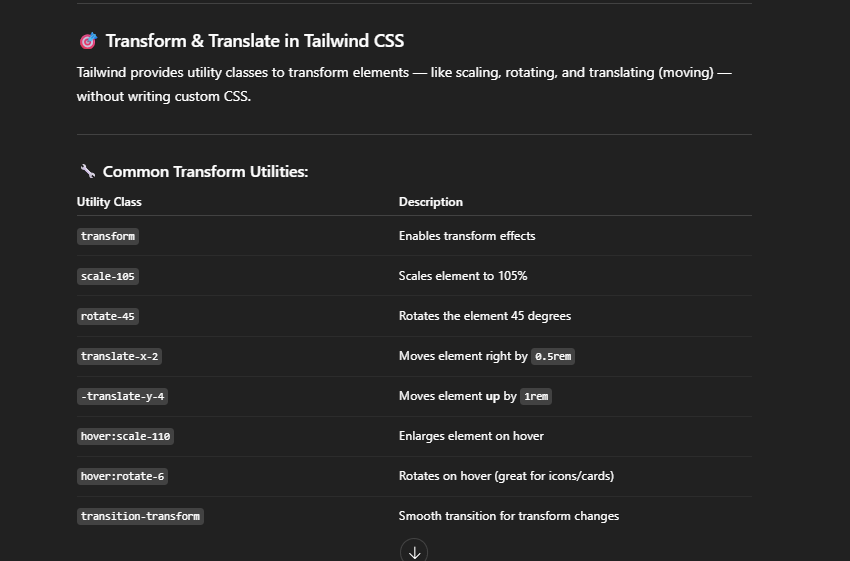 🎯 Transform & Translate in Tailwind CSS
Tailwind provides utility classes to transform elements — like scaling, rotating, and translating (moving) —
without writing custom CSS.
🔧 Common Transform Utilities:
Utility Class Description
transform Enables transform effects
scale-105 Scales element to 105%
rotate-45 Rotates the element 45 degrees
translate-x-2 Moves element right by 0.5rem
-translate-y-4 Moves element up by 1rem
hover:scale-110 Enlarges element on hover
hover:rotate-6 Rotates on hover (great for icons/cards)
transition-transform Smooth transition for transform changes